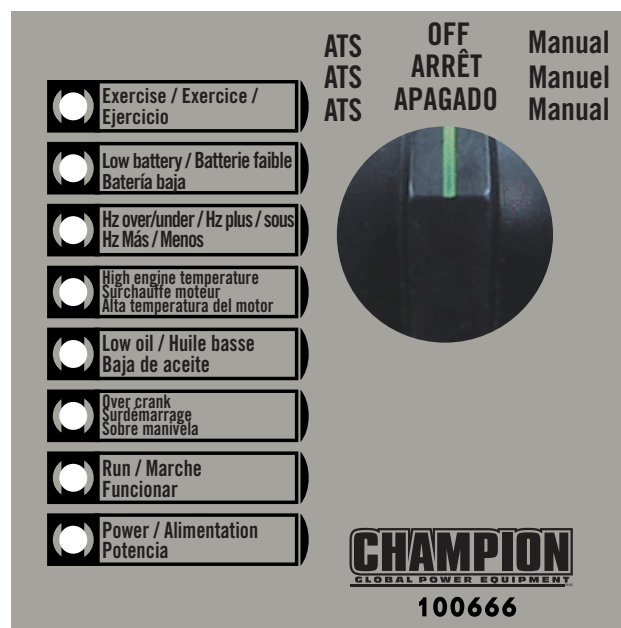 ATS
ATS
ATS
OFF
ARRÊT
APAGADO
Manual
Manuel
Manual
Exercise / Exercice /
Ejercicio
Low battery / Batterie faible
Batería baja
Hz over/under / Hz plus / sous
Hz Más / Menos
High engine temperature
Surchauffe moteur
Alta temperatura del motor
Low oil / Huile basse
Baja de aceite
Over crank
Surdémarrage
Sobre manivela
Run / Marche
Funcionar
Power / Alimentation
Potencia
CHAMPION
GLOBAL POWER EQUIPMENT
100666